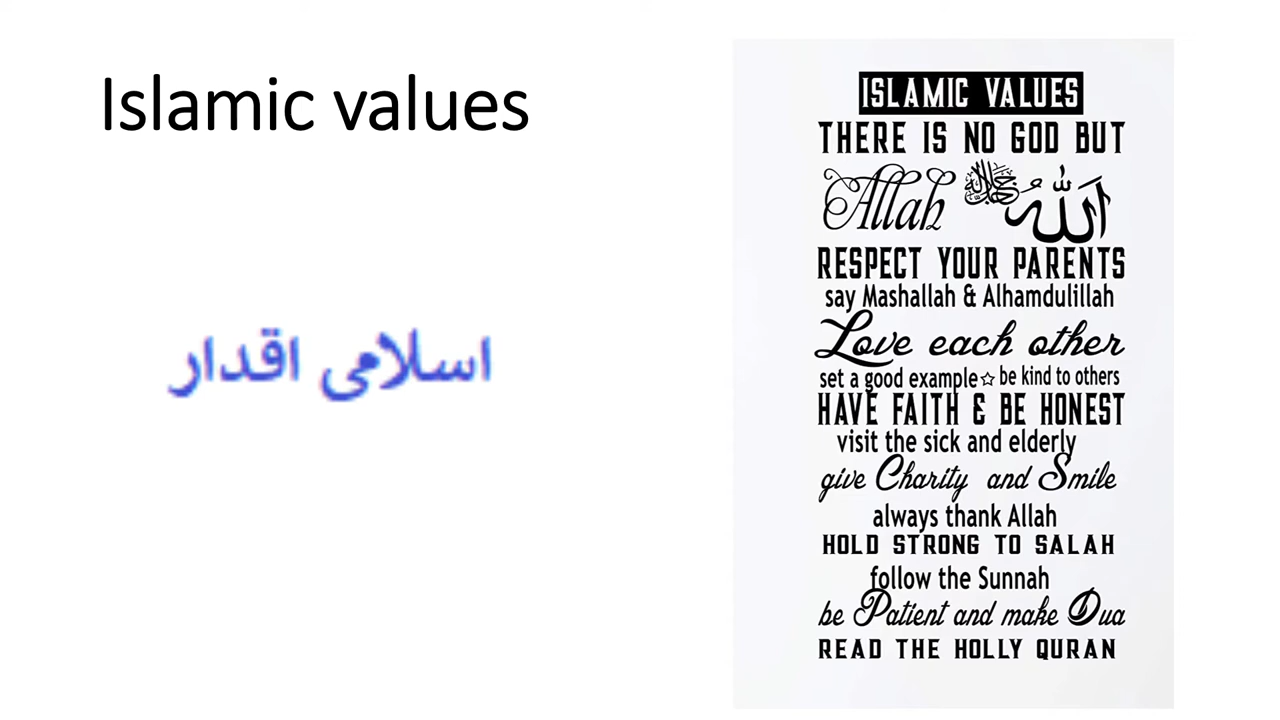 Islamic values
اسلامی اقدار
ISLAMIC VALUES
THERE IS NO GOD BUT
Allah الله جل جلاله
RESPECT YOUR PARENTS
say Mashallah & Alhamdulillah
Love each other
set a good example☆be kind to others
HAVE FAITH & BE HONEST
visit the sick and elderly
give Charity and Smile
always thank Allah
HOLD STRONG TO SALAH
follow the Sunnah
be Patient and make Dua
READ THE HOLLY QURAN